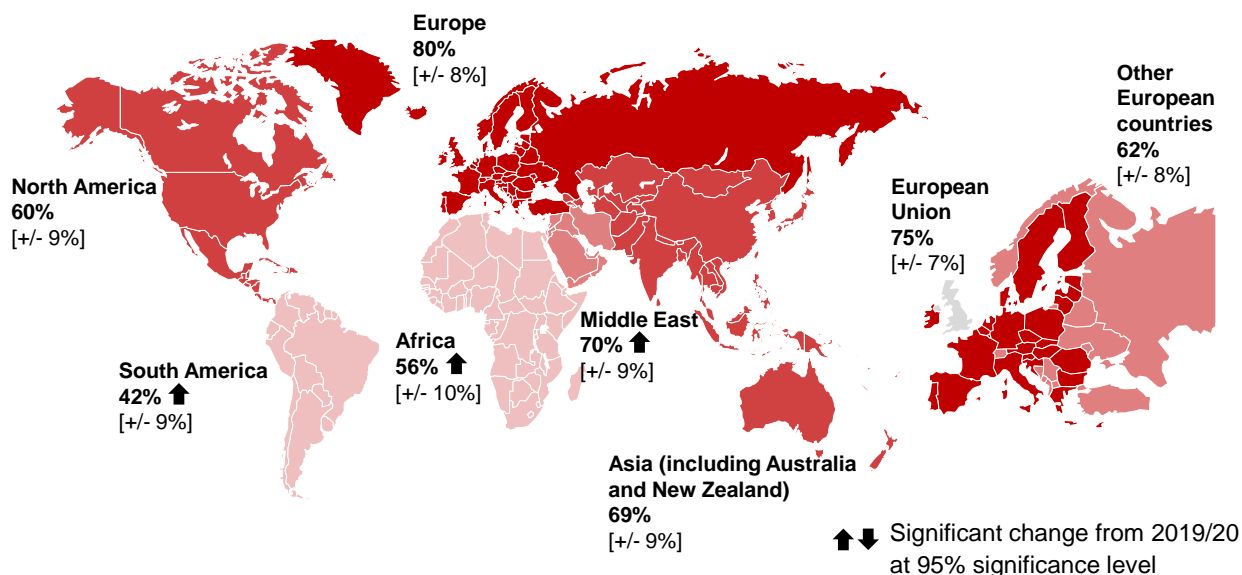 Europe
80%
[+/- 8%]
Other
European
countries
62%
[+/- 8%]
North America
60%
[+/- 9%]
European
Union
75%
[+/- 7%]
Middle East
70%
[+/- 9%]
Africa
56%
[+/- 10%]
South America
42%
[+/- 9%]
Asia (including Australia
and New Zealand)
69%
[+/- 9%]
Significant change from 2019/20
at 95% significance level